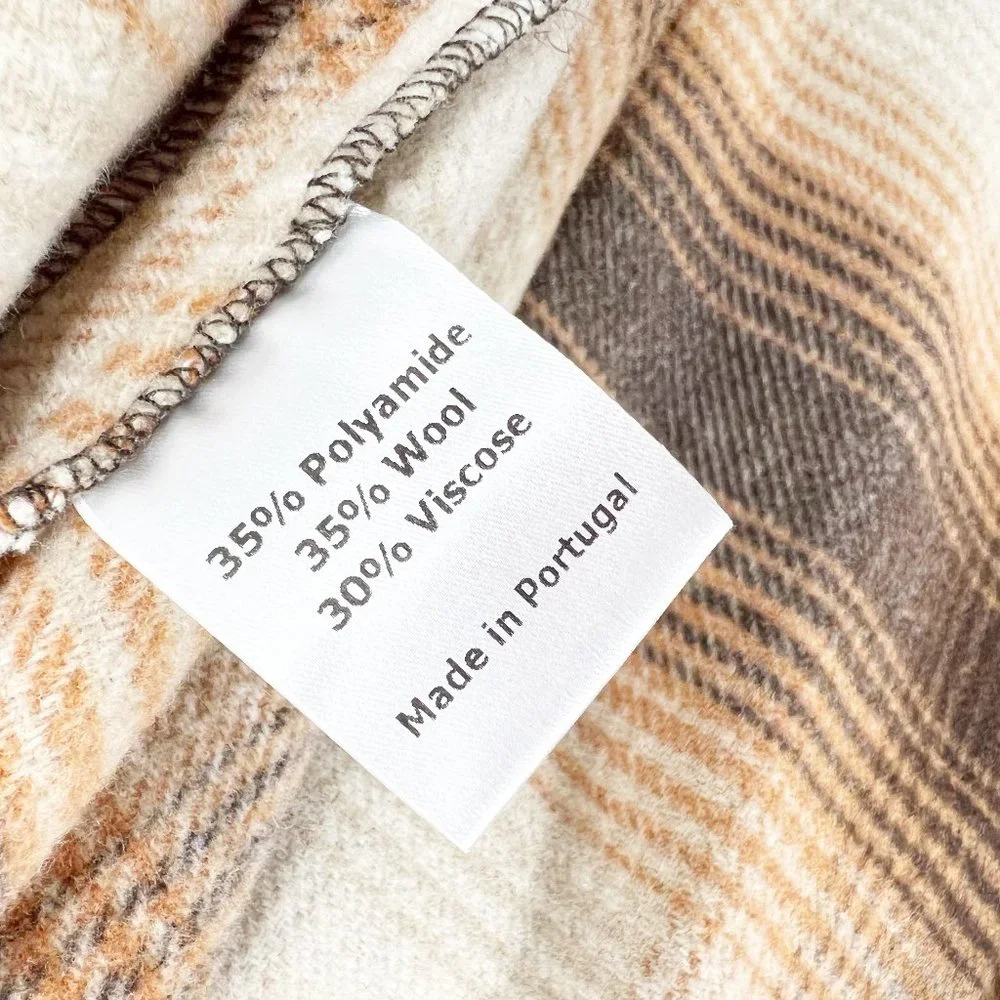 35% Polyamide
35% Wool
30% Viscose
Made in Portugal